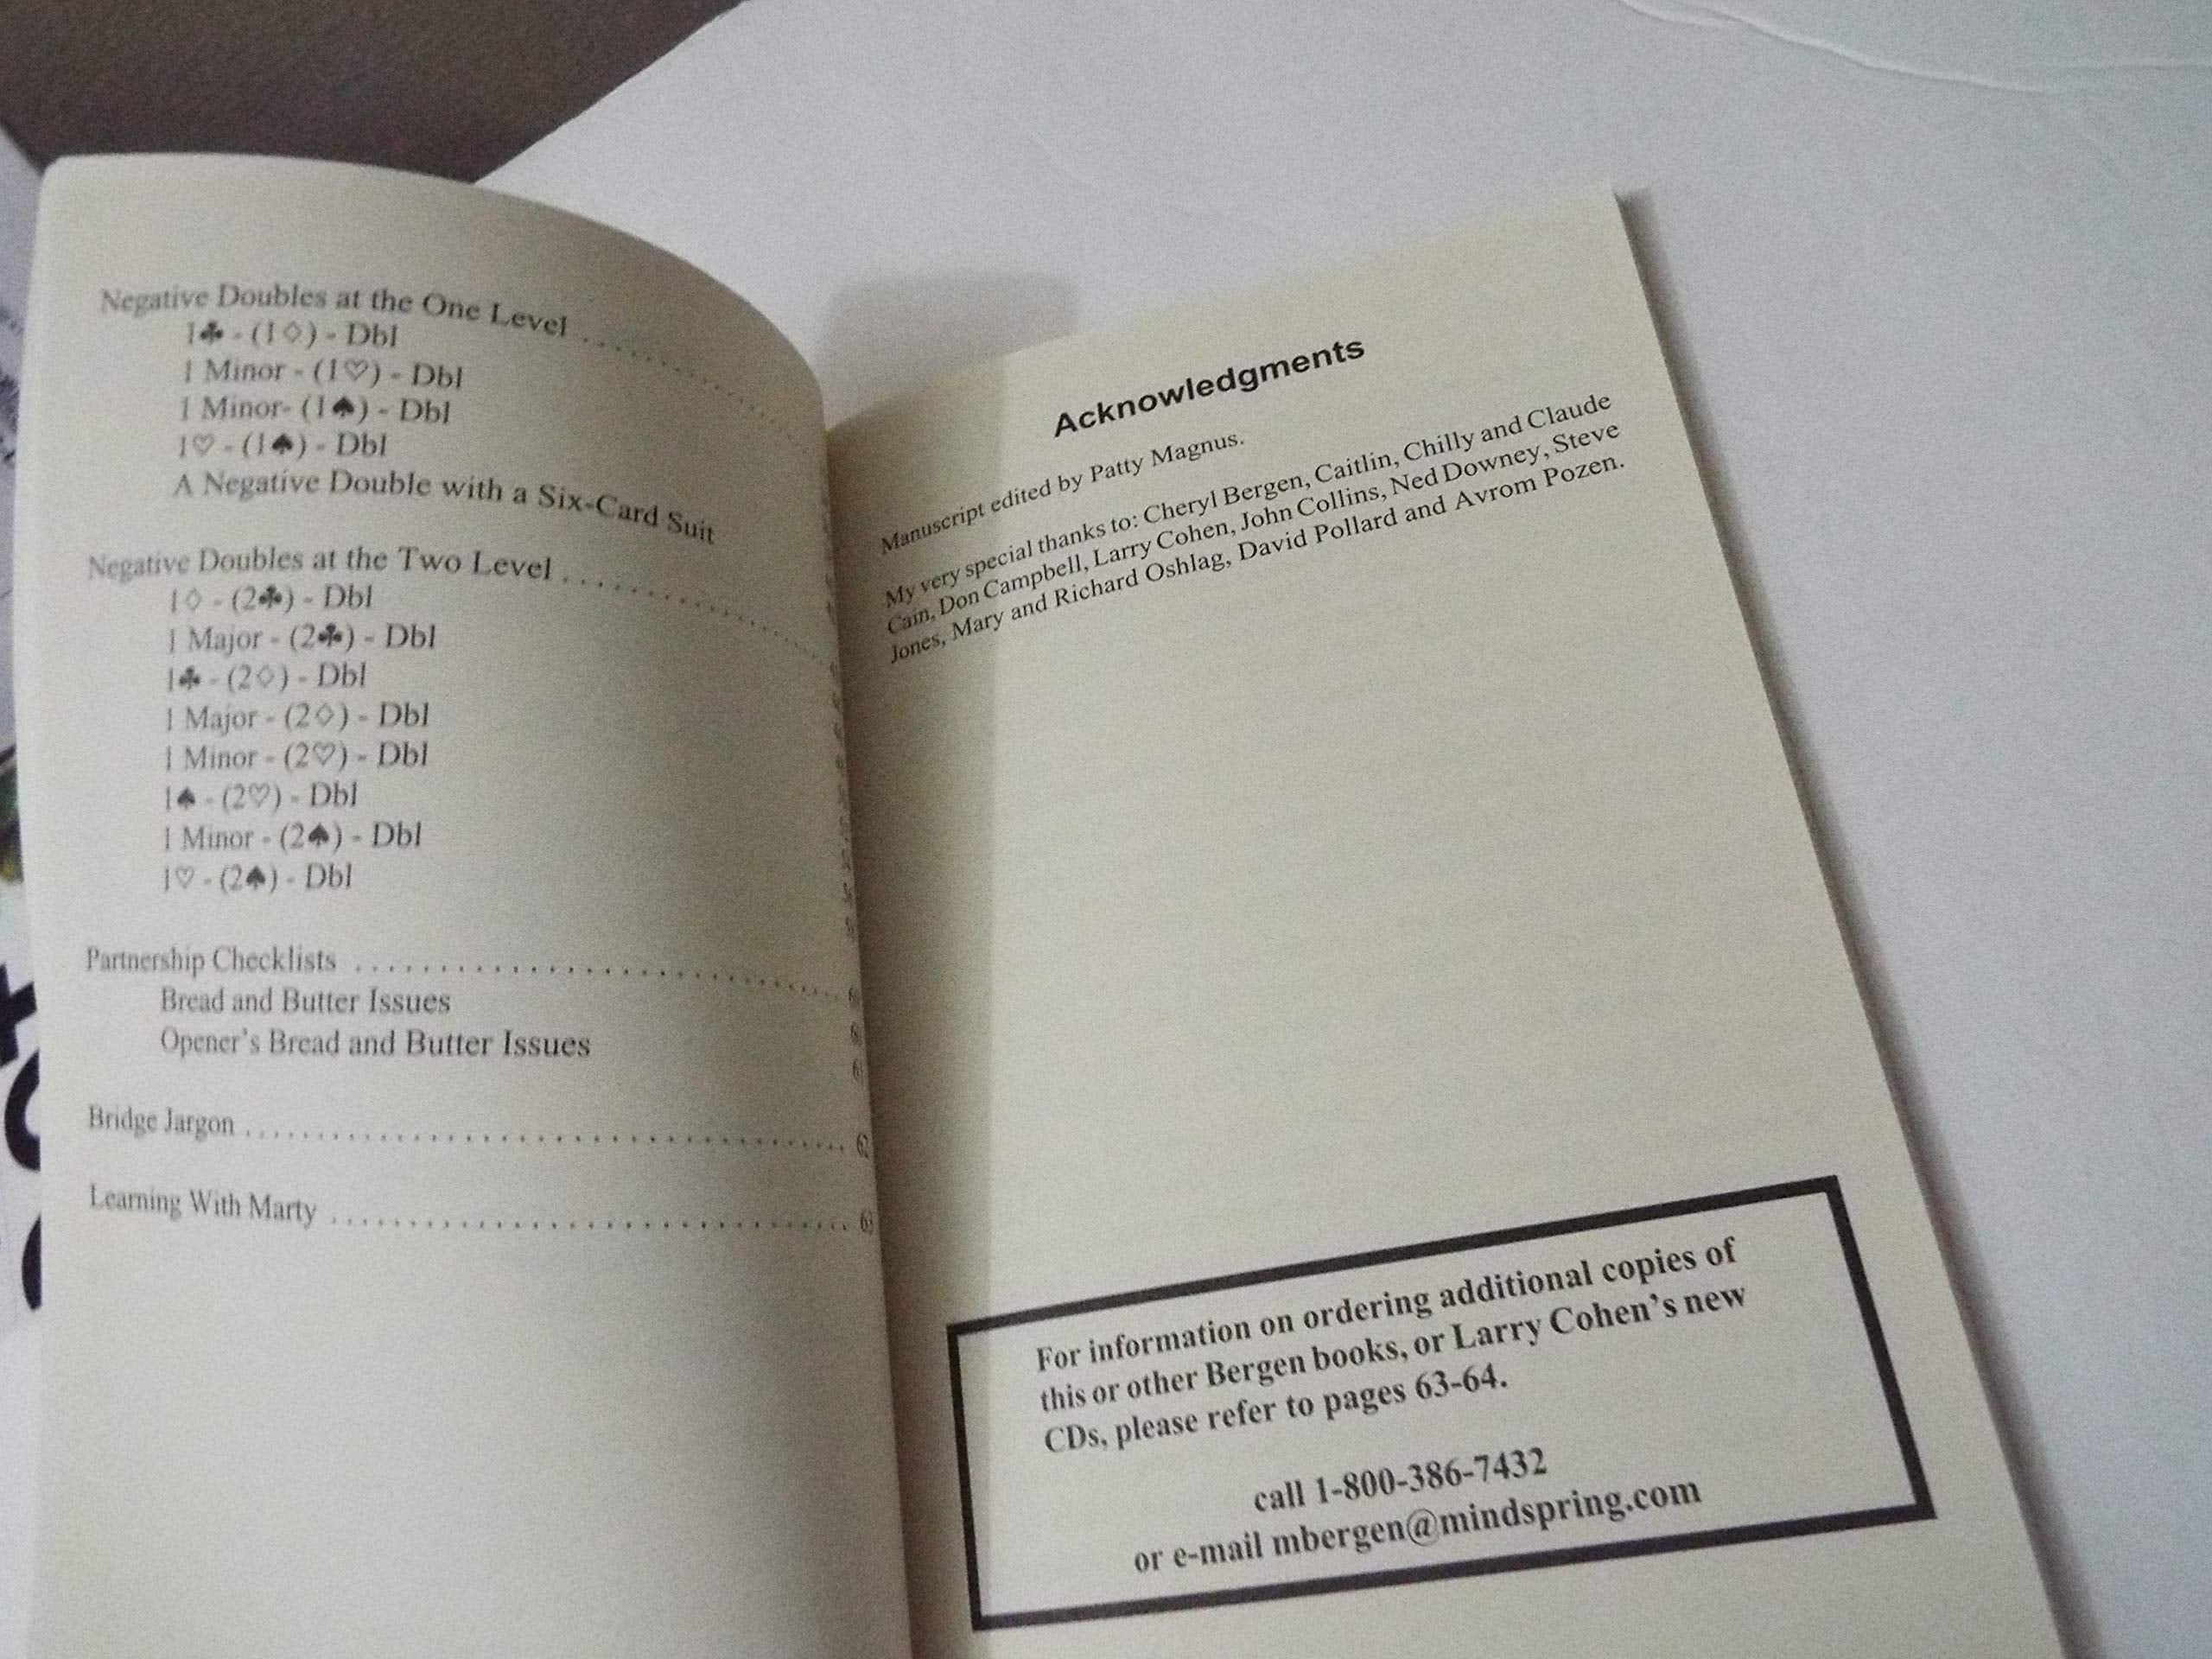 Negative Doubles at the One Level ..........
1♣ - (1♢) - Dbl
1 Minor - (1♡) - Dbl
1 Minor- (1♠) - Dbl
1♡ - (1♠) - Dbl
A Negative Double with a Six-Card Suit
Negative Doubles at the Two Level ..........
1♢ - (2♣) - Dbl
1 Major - (2♣) - Dbl
1♣ - (2♢) - Dbl
1 Major - (2♢) - Dbl
1 Minor - (2♡) - Dbl
1♠ - (2♡) - Dbl
1 Minor - (2♠) - Dbl
1♡ - (2♠) - Dbl
Partnership Checklists ..........
Bread and Butter Issues
Opener's Bread and Butter Issues
Bridge Jargon .......... 62
Learning With Marty .......... 63
Acknowledgments
Manuscript edited by Patty Magnus.
My very special thanks to: Cheryl Bergen, Caitlin, Chilly and Claude
Cain, Don Campbell, Larry Cohen, John Collins, Ned Downey, Steve
Jones, Mary and Richard Oshlag, David Pollard and Avrom Pozen.
For information on ordering additional copies of
this or other Bergen books, or Larry Cohen's new
CDs, please refer to pages 63-64.
call 1-800-386-7432
or e-mail mbergen@mindspring.com